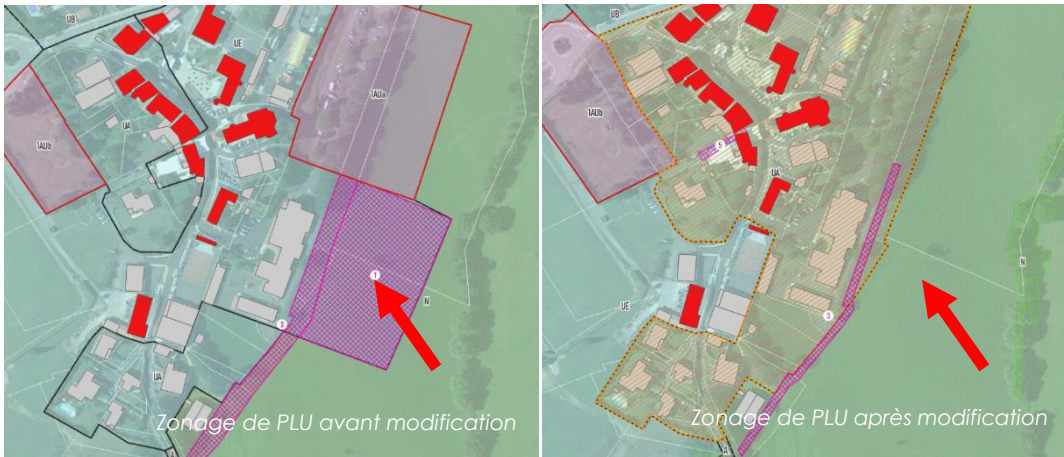 UB
UE
1AUa
UA
1AUb
1
N
3
UA
A
Zonage de PLU avant modification
UB
1AUb
5
UA
N
UE
3
A
Zonage de PLU après modification